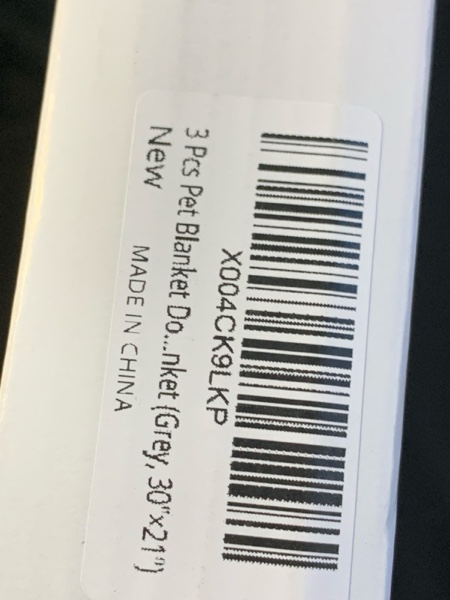 X004CK9LKP
3 Pcs Pet Blanket Do...nket (Grey, 30"x21")
New
MADE IN CHINA